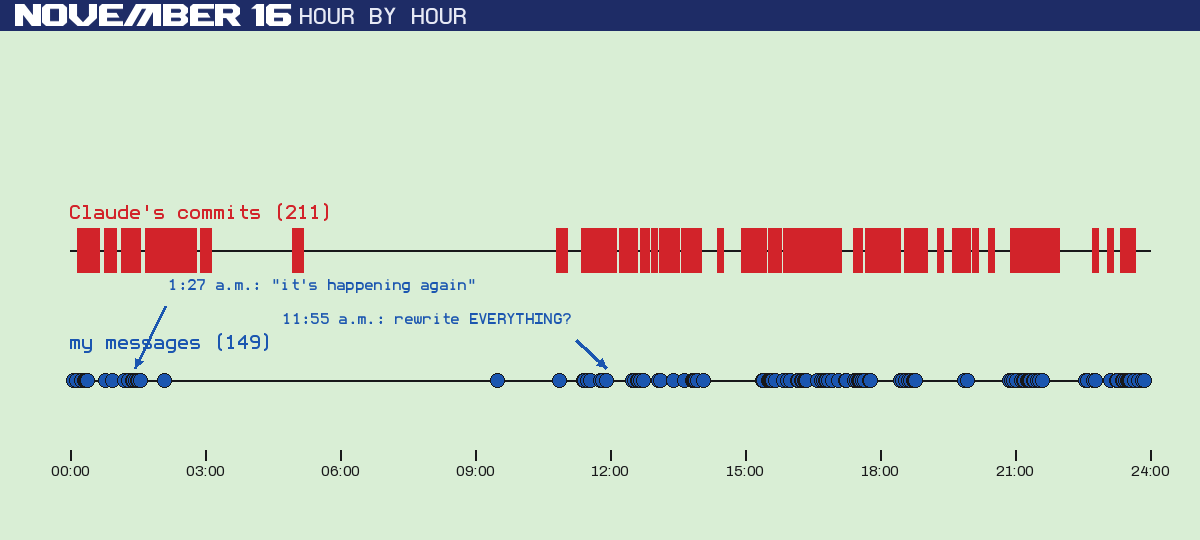 NOVEMBER 16 HOUR BY HOUR
Claude's commits (211)
1:27 a.m.: "it's happening again"
11:55 a.m.: rewrite EVERYTHING?
my messages (149)
00:00 03:00 06:00 09:00 12:00 15:00 18:00 21:00 24:00